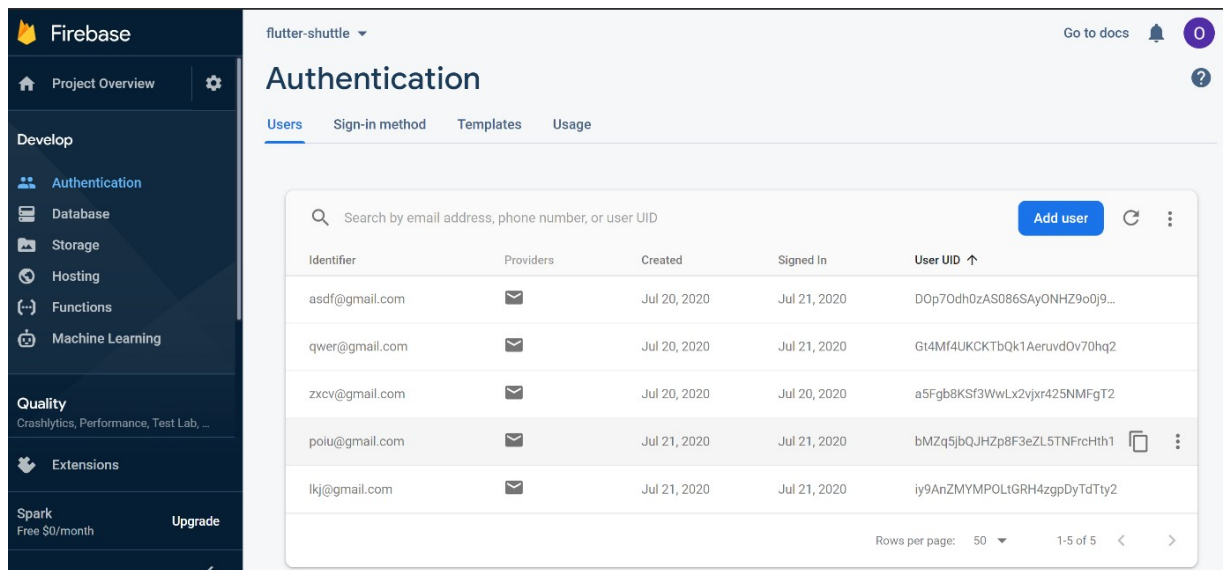 Firebase
Project Overview
Develop
Authentication
Database
Storage
Hosting
Functions
Machine Learning
Quality
Crashlytics, Performance, Test Lab, ...
Extensions
Spark
Free $0/month
Upgrade
flutter-shuttle
Go to docs
O
Authentication
Users Sign-in method Templates Usage
Search by email address, phone number, or user UID
Add user
Identifier Providers Created Signed In User UID
asdf@gmail.com Jul 20, 2020 Jul 21, 2020 DOp7Odh0zAS086SAyONHZ9o0j9...
qwer@gmail.com Jul 20, 2020 Jul 21, 2020 Gt4Mf4UKCKTbQk1AeruvdOv70hq2
zxcv@gmail.com Jul 20, 2020 Jul 20, 2020 a5Fgb8KSf3WwLx2vjxr425NMFgT2
poiu@gmail.com Jul 21, 2020 Jul 21, 2020 bMZq5jbQJHZp8F3eZL5TNFrcHth1
lkj@gmail.com Jul 21, 2020 Jul 21, 2020 iy9AnZMYMPOLtGRH4zgpDyTdTty2
Rows per page: 50 1-5 of 5